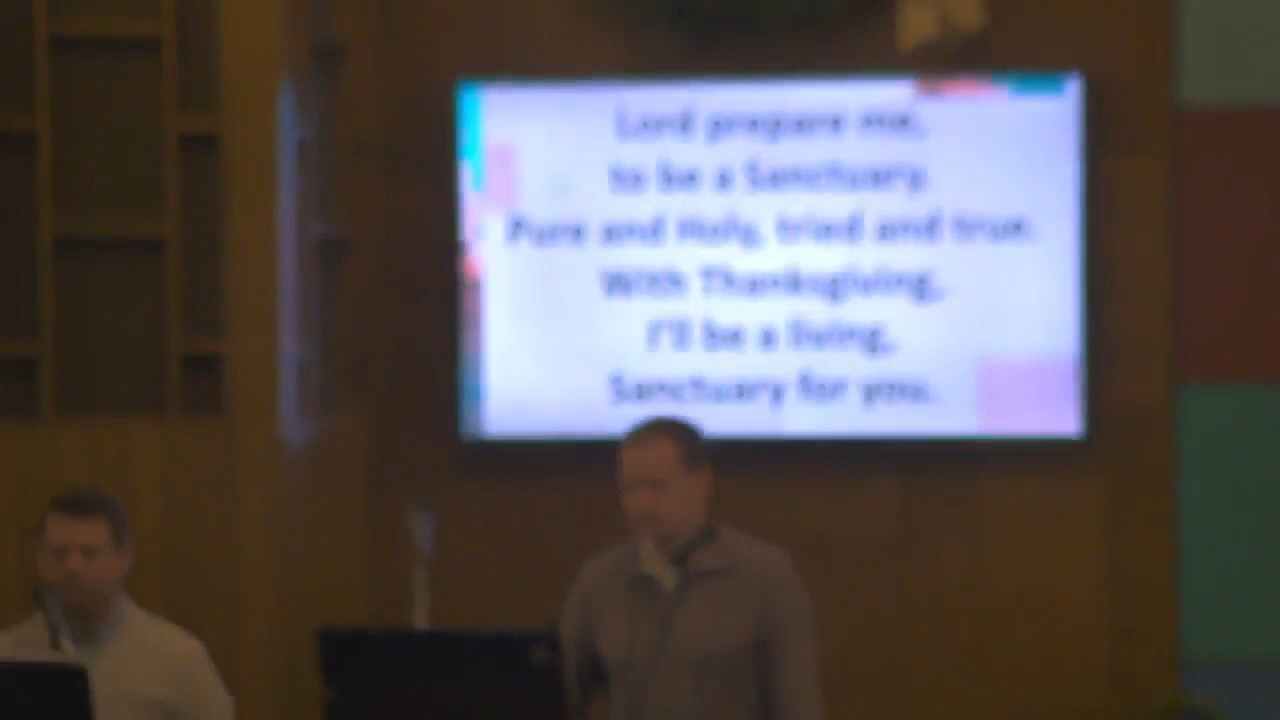 Lord prepare me,
to be a Sanctuary.
Pure and Holy, tried and true.
With Thanksgiving,
I'll be a living,
Sanctuary for you.